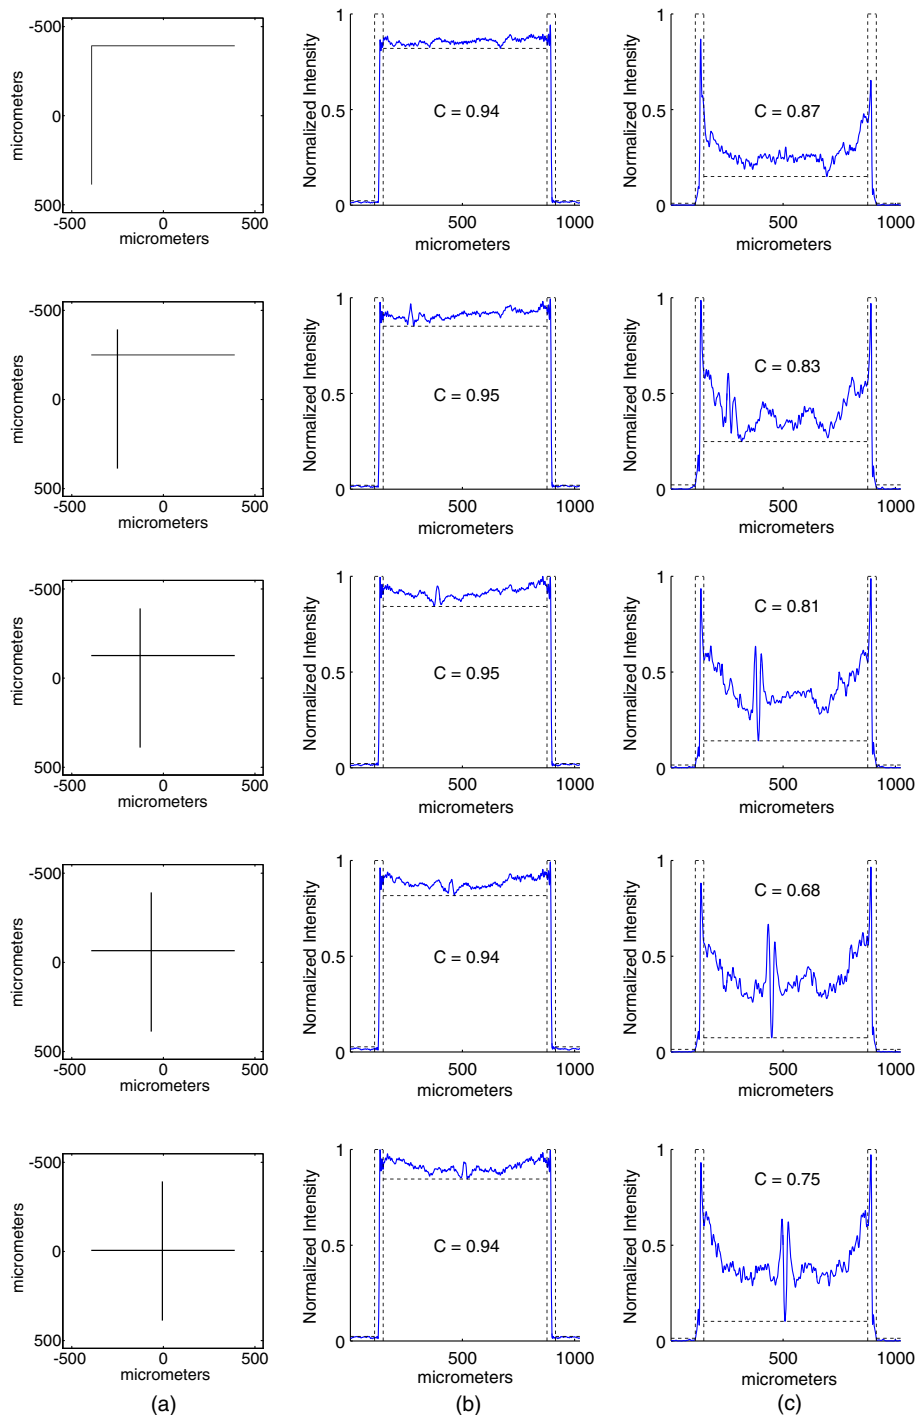 -500
0
500
-500 0 500
micrometers
micrometers
1
0.5
0
500 1000
Normalized Intensity
micrometers
C = 0.94
1
0.5
0
500 1000
Normalized Intensity
micrometers
C = 0.87
-500
0
500
-500 0 500
micrometers
micrometers
1
0.5
0
500 1000
Normalized Intensity
micrometers
C = 0.95
1
0.5
0
500 1000
Normalized Intensity
micrometers
C = 0.83
-500
0
500
-500 0 500
micrometers
micrometers
1
0.5
0
500 1000
Normalized Intensity
micrometers
C = 0.95
1
0.5
0
500 1000
Normalized Intensity
micrometers
C = 0.81
-500
0
500
-500 0 500
micrometers
micrometers
1
0.5
0
500 1000
Normalized Intensity
micrometers
C = 0.94
1
0.5
0
500 1000
Normalized Intensity
micrometers
C = 0.68
-500
0
500
-500 0 500
micrometers
micrometers
1
0.5
0
500 1000
Normalized Intensity
micrometers
C = 0.94
1
0.5
0
500 1000
Normalized Intensity
micrometers
C = 0.75
(a) (b) (c)